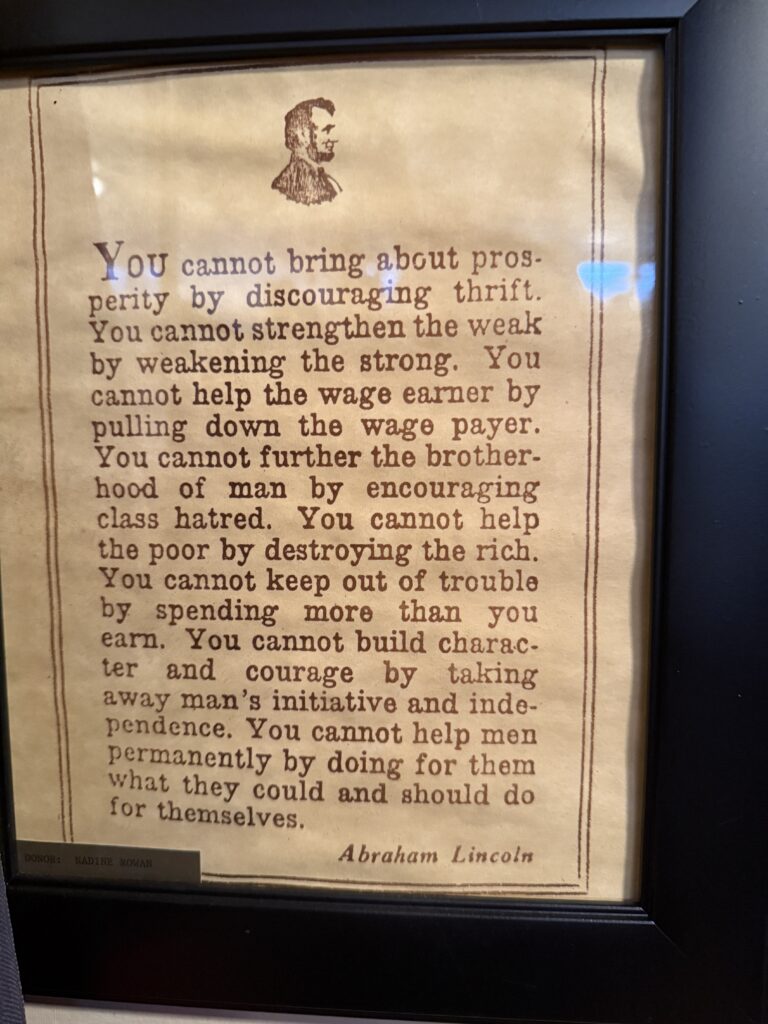 YOU cannot bring about pros-
perity by discouraging thrift.
You cannot strengthen the weak
by weakening the strong. You
cannot help the wage earner by
pulling down the wage payer.
You cannot further the brother-
hood of man by encouraging
class hatred. You cannot help
the poor by destroying the rich.
You cannot keep out of trouble
by spending more than you
earn. You cannot build charac-
ter and courage by taking
away man's initiative and inde-
pendence. You cannot help men
permanently by doing for them
what they could and should do
for themselves.
Abraham Lincoln
DONOR: NADINE ROWAN